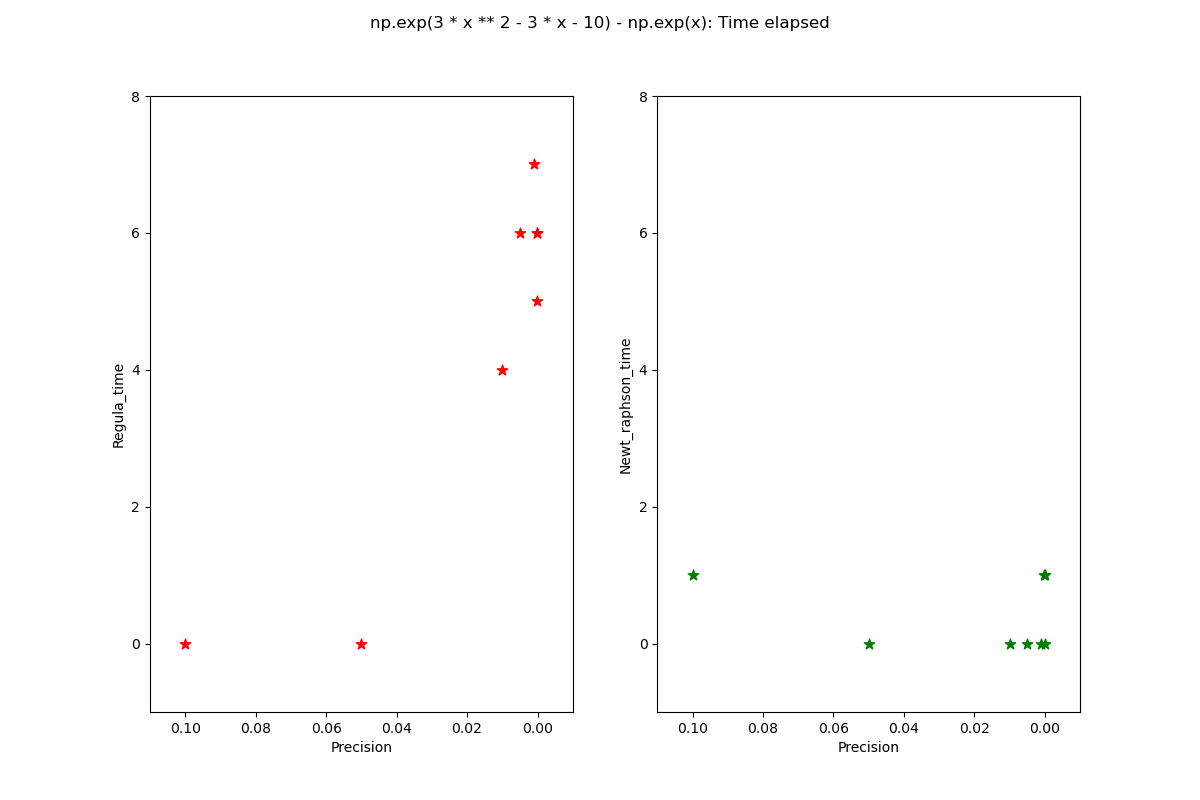 np.exp(3 * x ** 2 - 3 * x - 10) - np.exp(x): Time elapsed
8
6
4
2
0
Regula_time
0.10 0.08 0.06 0.04 0.02 0.00
Precision
8
6
4
2
0
Newt_raphson_time
0.10 0.08 0.06 0.04 0.02 0.00
Precision